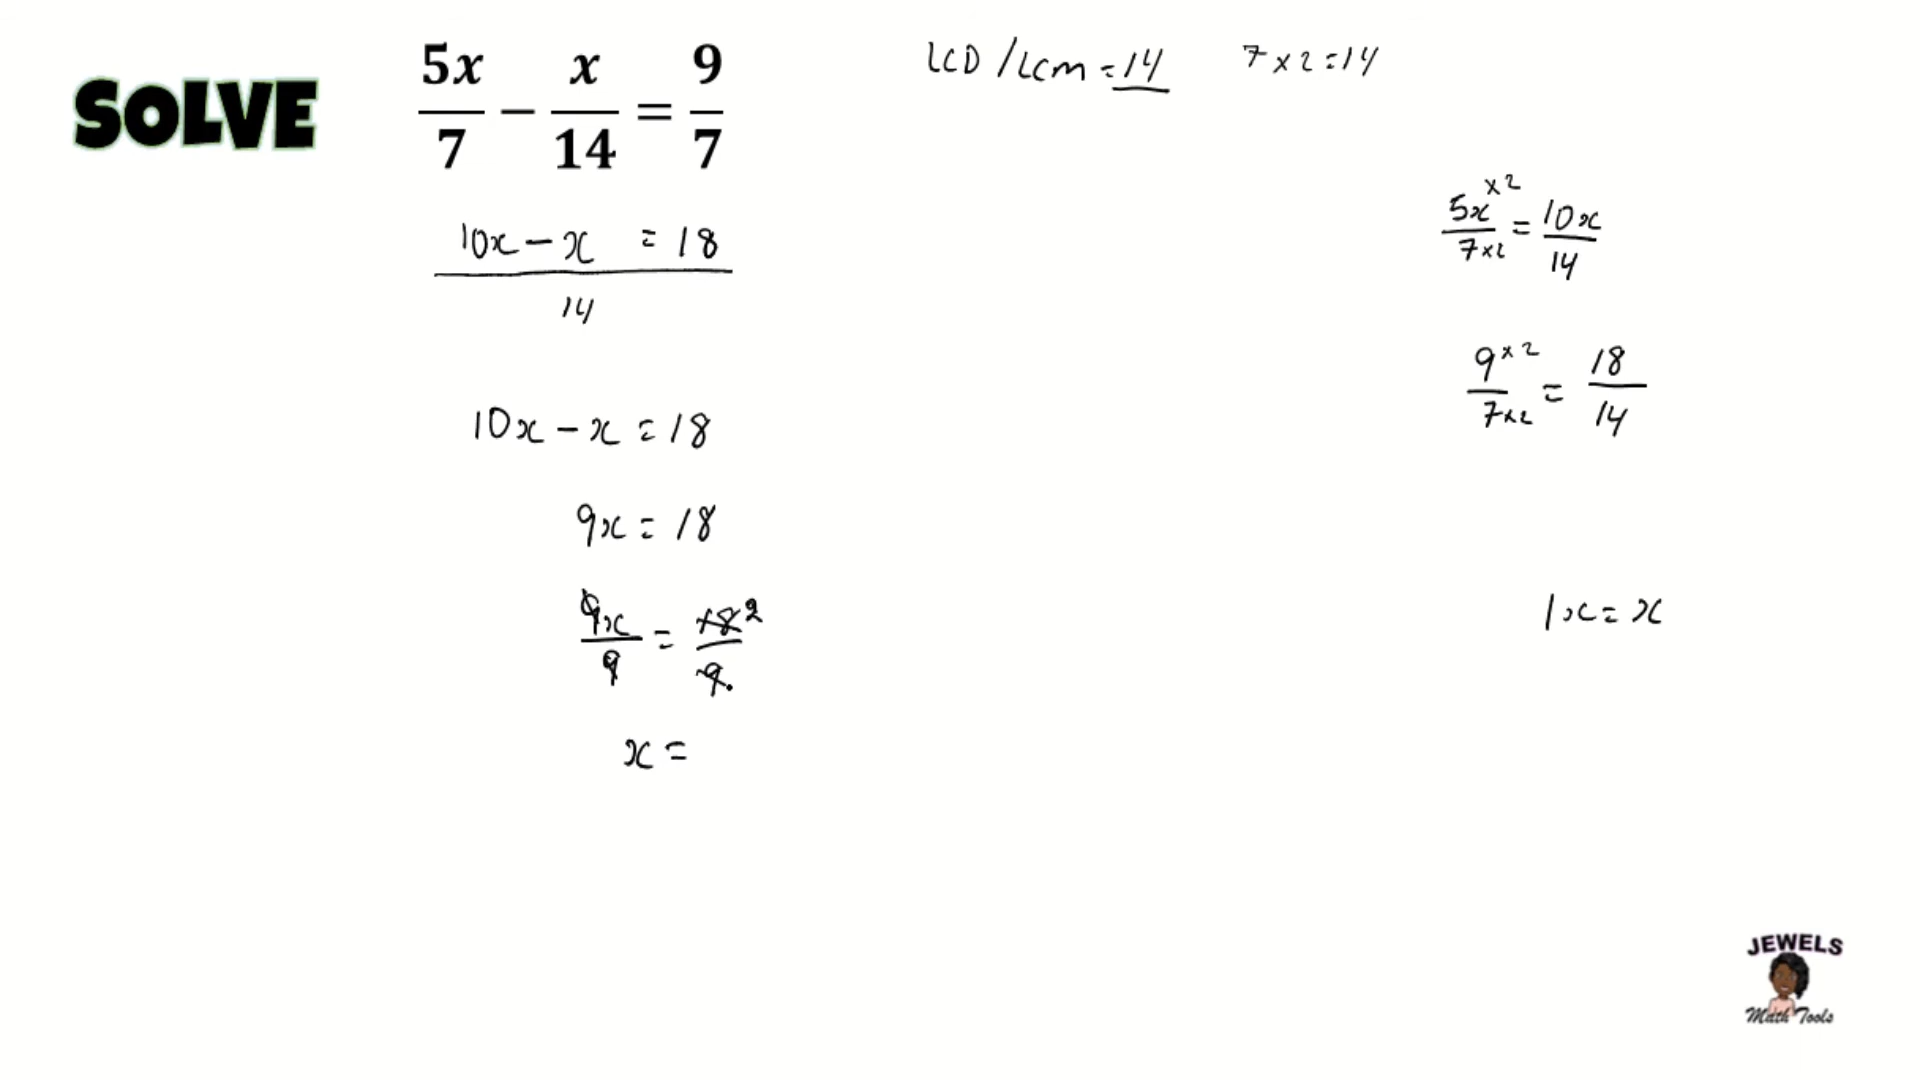 SOLVE 5x/7 − x/14 = 9/7
LCD/LCM = 14 7 × 2 = 14
10x − x = 18
14
5x ×2 / 7 ×2 = 10x/14
9 ×2 / 7 ×2 = 18/14
10x − x = 18
9x = 18
9x/9 = 18/9 2
1x = x
x =
JEWELS
Math Tools